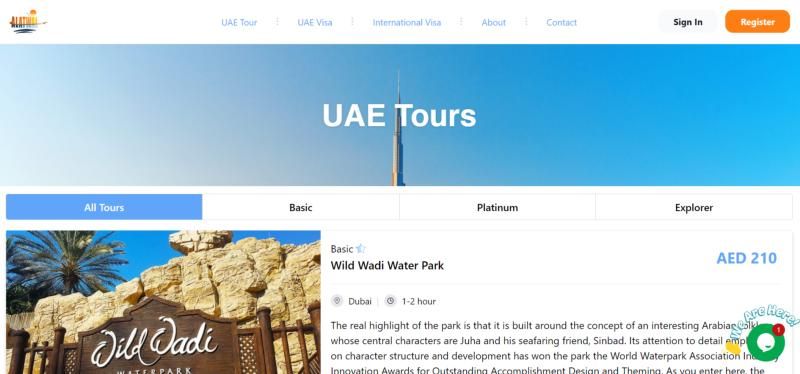 UAE Tour
UAE Visa
International Visa
About
Contact
Sign In
Register
UAE Tours
All Tours
Basic
Platinum
Explorer
Basic
Wild Wadi Water Park
AED 210
Dubai
1-2 hour
The real highlight of the park is that it is built around the concept of an interesting Arabian
whose central characters are Juha and his seafaring friend, Sinbad. Its attention to detail
on character structure and development has won the park the World Waterpark Association
Innovation Awards for Outstanding Accomplishment Design and Theming. As you enter here, the
Wild Wadi
WATERPARK
We Are Here!
1